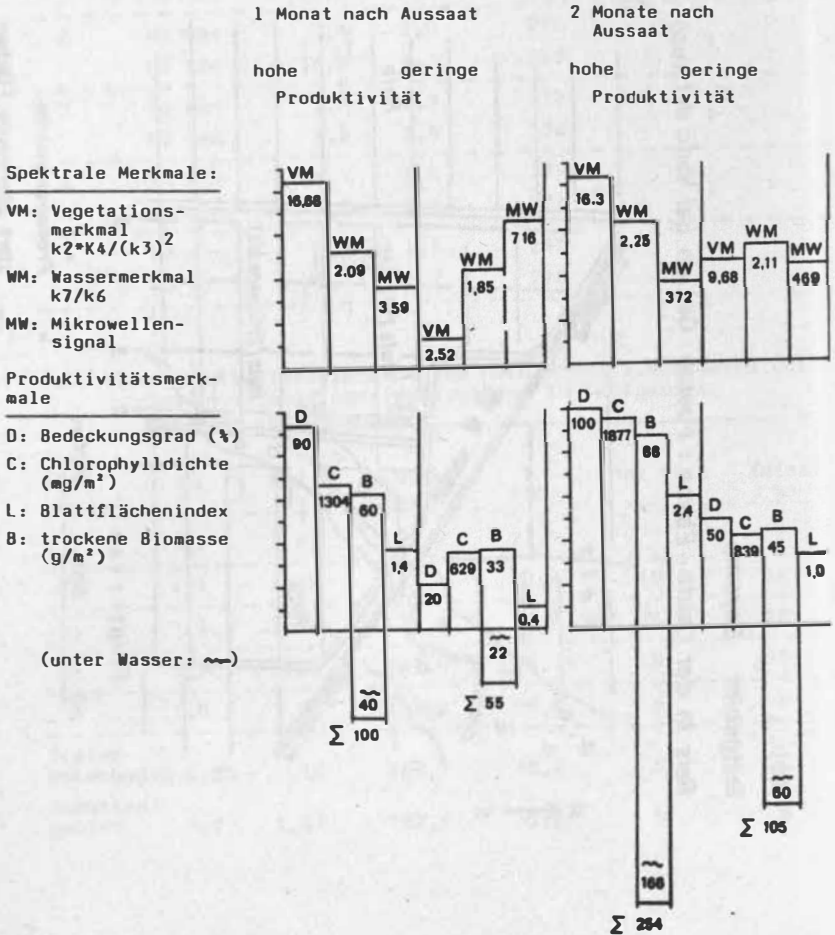 1 Monat nach Aussaat
2 Monate nach
Aussaat
hohe geringe
Produktivität
hohe geringe
Produktivität
Spektrale Merkmale:
VM: Vegetations-
merkmal
k2*K4/(k3)²
WM: Wassermerkmal
k7/k6
MW: Mikrowellen-
signal
VM
WM
2.09
MW
359
VM
2,52
WM
1,85
MW
716
VM
16.3
WM
2,25
MW
372
VM
9,68
WM
2,11
MW
469
Produktivitätsmerk-
male
D: Bedeckungsgrad (%)
C: Chlorophylldichte
(mg/m²)
L: Blattflächenindex
B: trockene Biomasse
(g/m²)
(unter Wasser: ~)
D
90
C
1304
B
60
L
1,4
D
20
C
629
B
33
L
0,4
~
40
Σ 100
~
22
Σ 55
D
100
C
1877
B
L
2,4
D
50
C
839
B
45
L
1,0
~
166
Σ
~
60
Σ 105